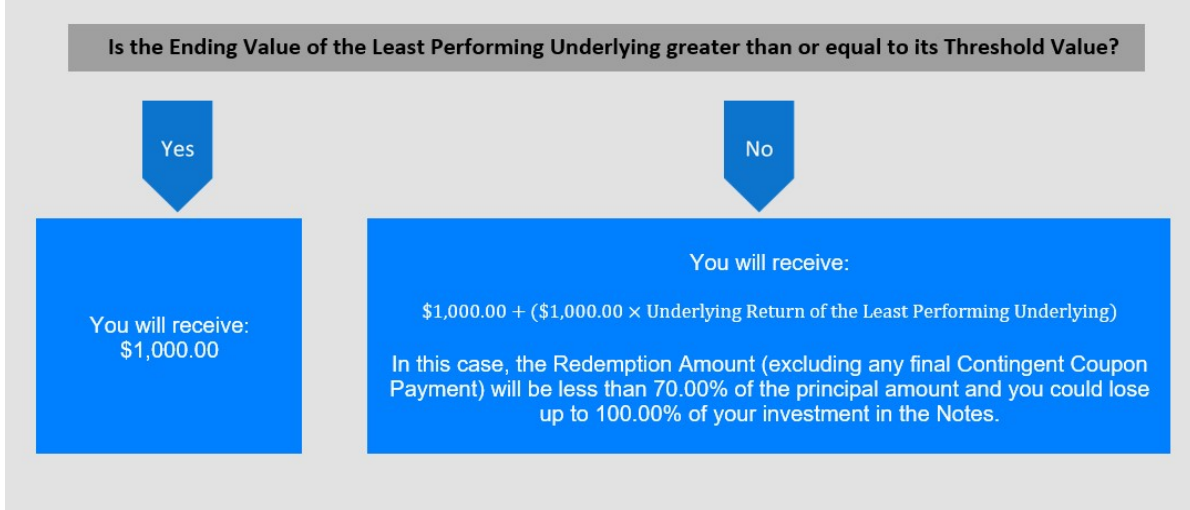 Is the Ending Value of the Least Performing Underlying greater than or equal to its Threshold Value?
Yes
No
You will receive:
$1,000.00
You will receive:
$1,000.00 + ($1,000.00 × Underlying Return of the Least Performing Underlying)
In this case, the Redemption Amount (excluding any final Contingent Coupon
Payment) will be less than 70.00% of the principal amount and you could lose
up to 100.00% of your investment in the Notes.